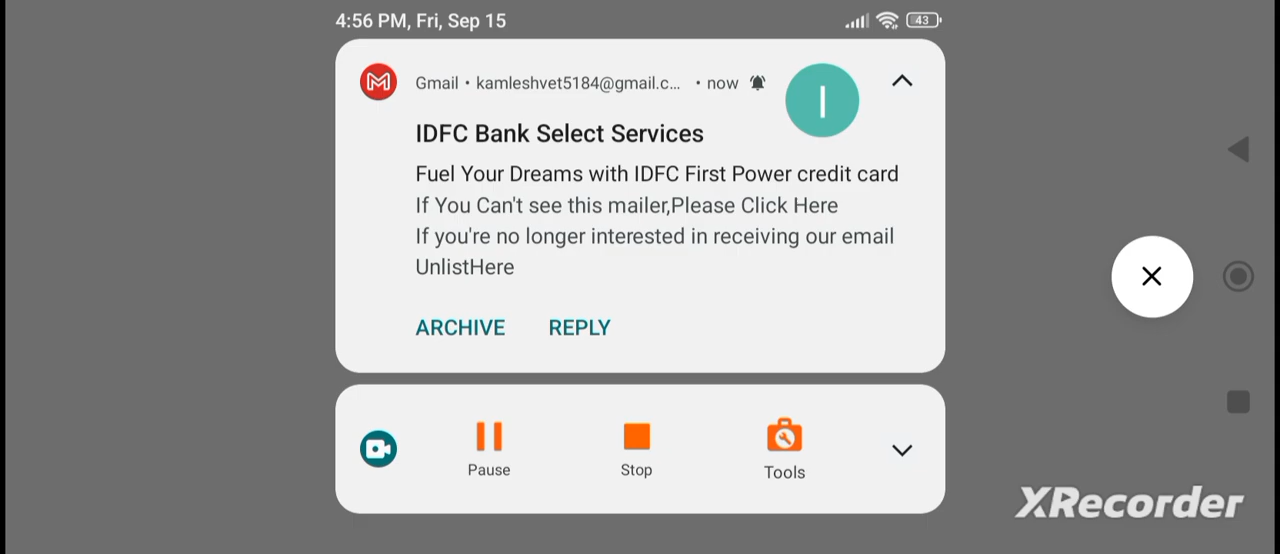 4:56 PM, Fri, Sep 15
43
Gmail • kamleshvet5184@gmail.c... • now
I
IDFC Bank Select Services
Fuel Your Dreams with IDFC First Power credit card
If You Can't see this mailer,Please Click Here
If you're no longer interested in receiving our email
UnlistHere
ARCHIVE REPLY
Pause Stop Tools
XRecorder